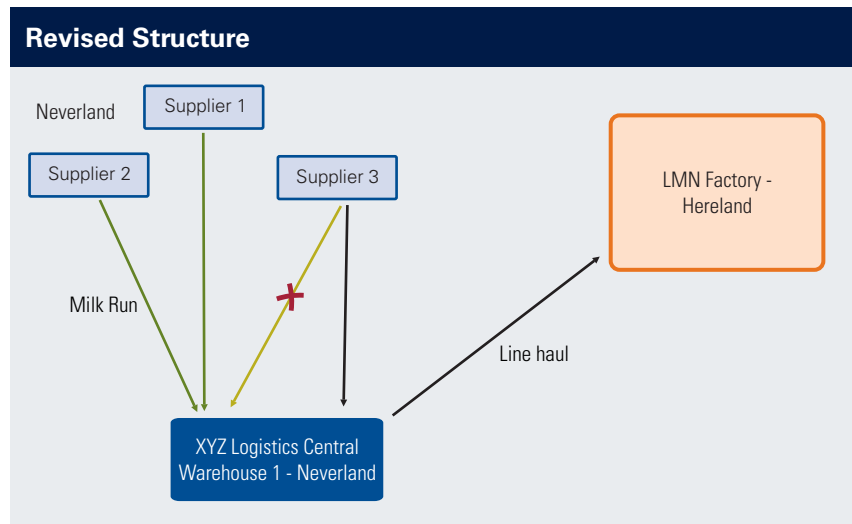 Revised Structure
Neverland
Supplier 1
Supplier 2
Supplier 3
LMN Factory -
Hereland
Milk Run
Line haul
XYZ Logistics Central
Warehouse 1 - Neverland